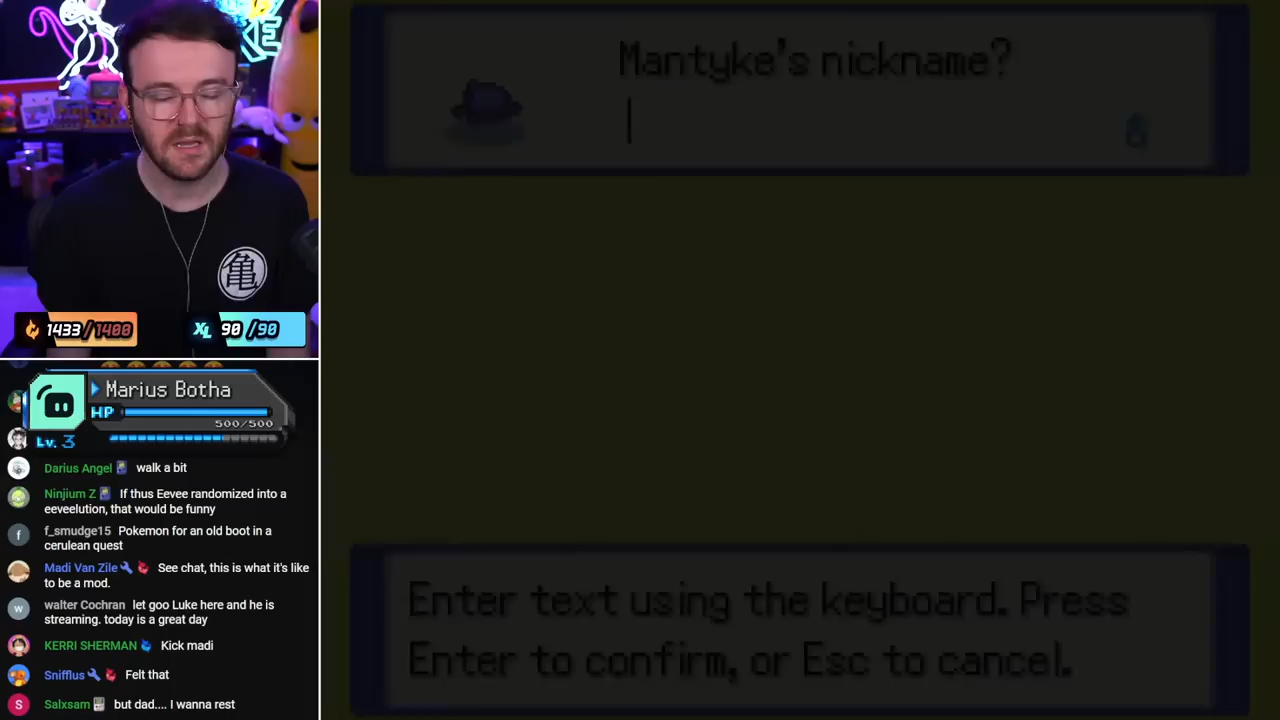 KE
Mantyke's nickname?
亀
1433/1400
XL 90/90
Marius Botha
HP
500/500
Lv. 3
Darius Angel walk a bit
Ninjium Z If thus Eevee randomized into a
eeveelution, that would be funny
f_smudge15 Pokemon for an old boot in a
cerulean quest
Madi Van Zile See chat, this is what it's like
to be a mod.
walter Cochran let goo Luke here and he is
streaming. today is a great day
KERRI SHERMAN Kick madi
Snifflus Felt that
S Salxsam but dad.... I wanna rest
Enter text using the keyboard. Press
Enter to confirm, or Esc to cancel.